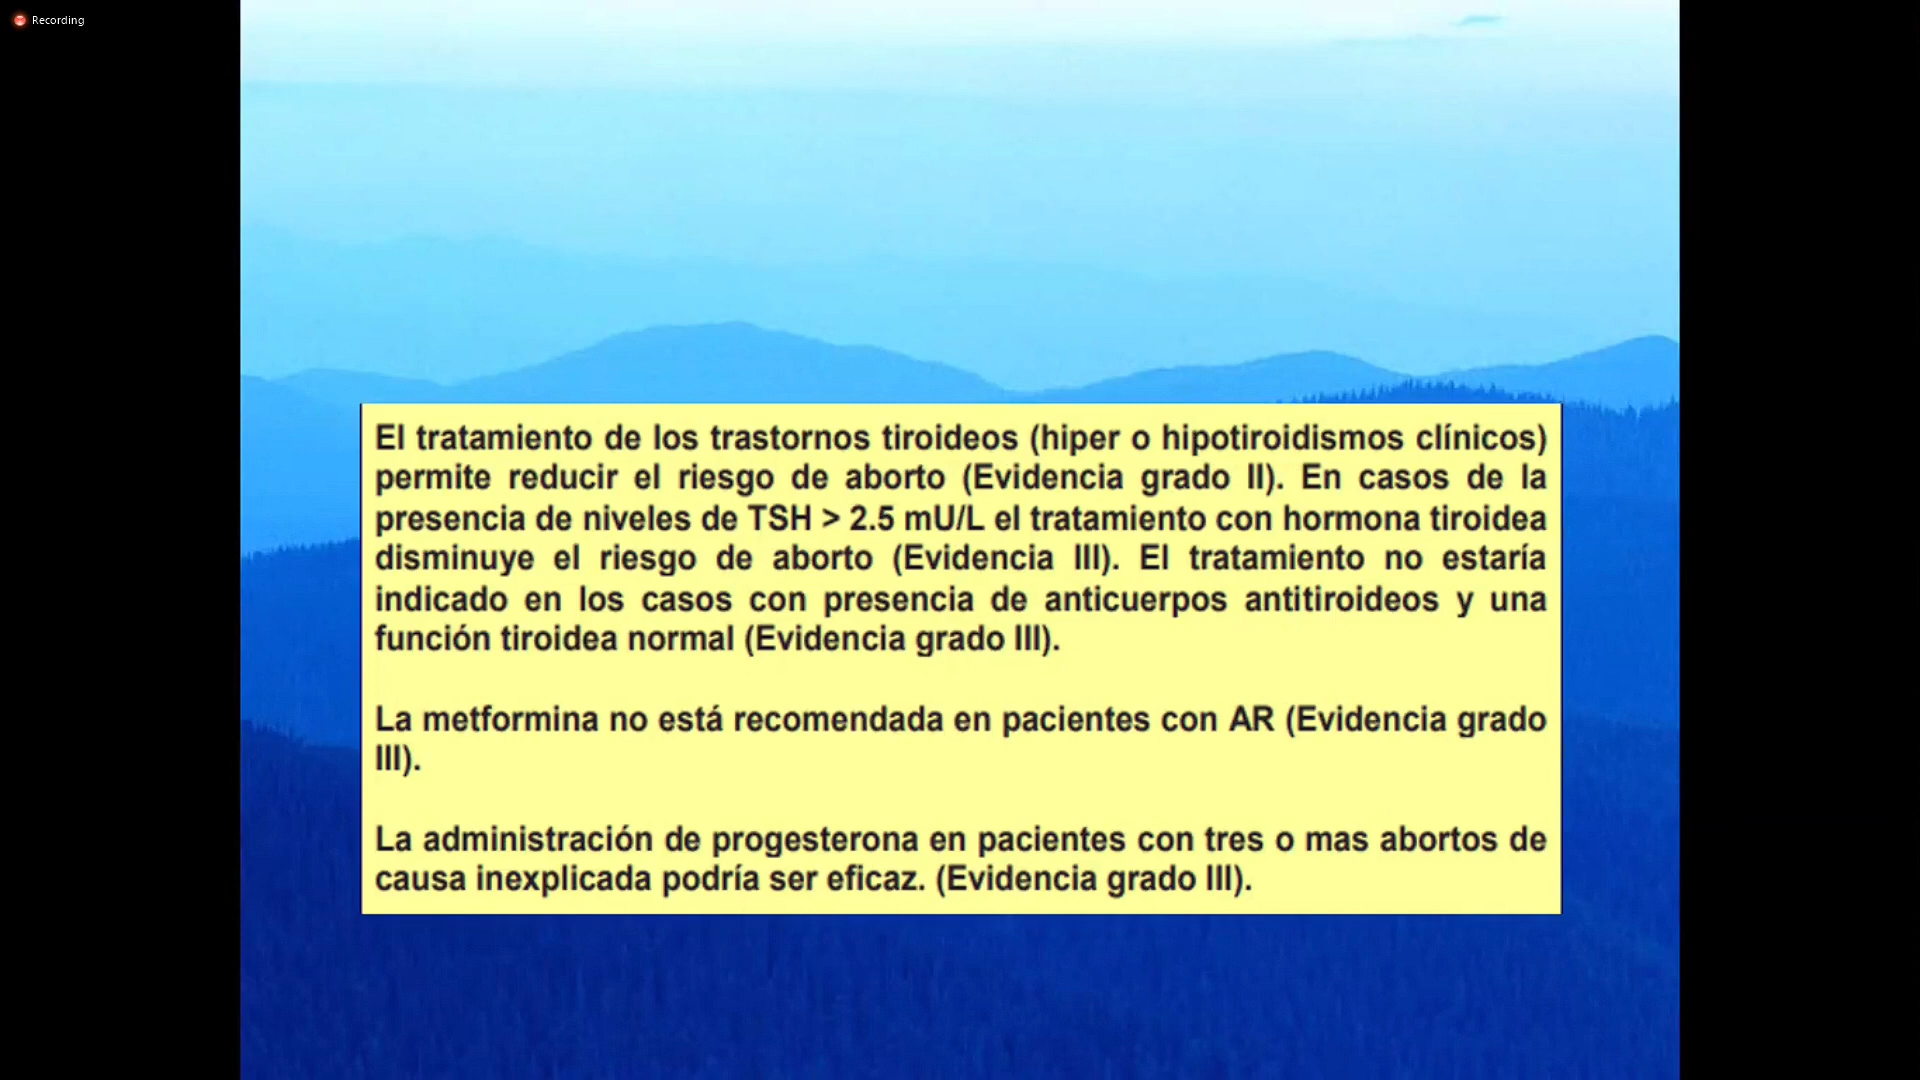 Recording
El tratamiento de los trastornos tiroideos (hiper o hipotiroidismos clínicos)
permite reducir el riesgo de aborto (Evidencia grado II). En casos de la
presencia de niveles de TSH > 2.5 mU/L el tratamiento con hormona tiroidea
disminuye el riesgo de aborto (Evidencia III). El tratamiento no estaría
indicado en los casos con presencia de anticuerpos antitiroideos y una
función tiroidea normal (Evidencia grado III).
La metformina no está recomendada en pacientes con AR (Evidencia grado
III).
La administración de progesterona en pacientes con tres o mas abortos de
causa inexplicada podría ser eficaz. (Evidencia grado III).